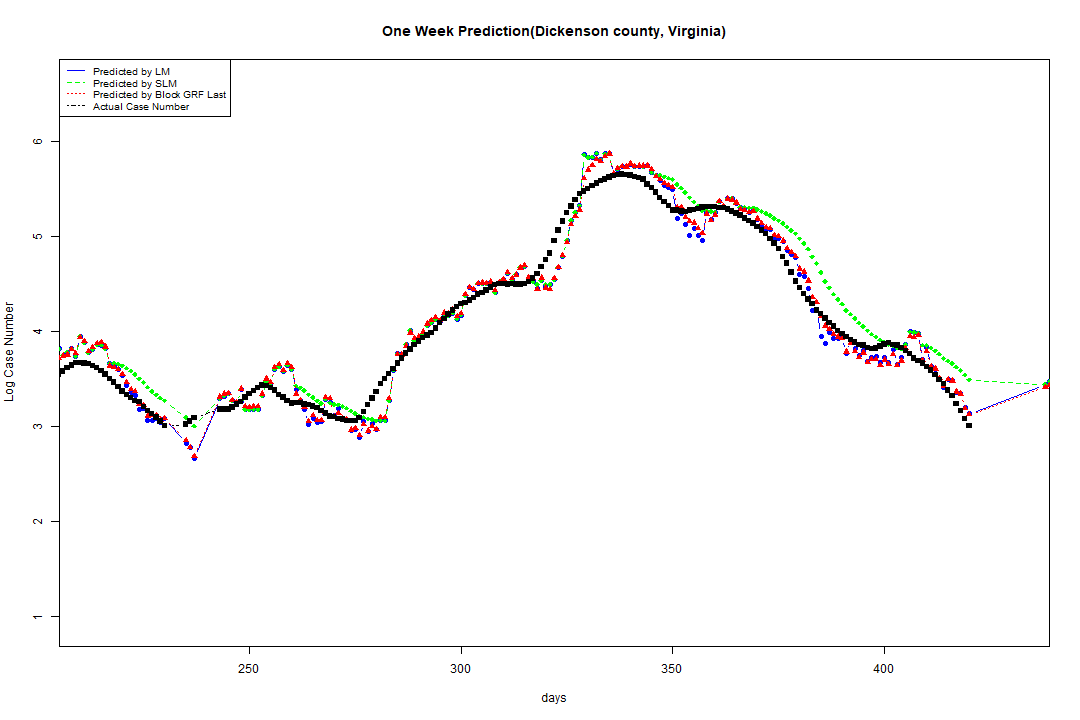 One Week Prediction(Dickenson county, Virginia)
Predicted by LM
Predicted by SLM
Predicted by Block GRF Last
Actual Case Number
6
5
4
3
2
1
Log Case Number
250 300 350 400
days